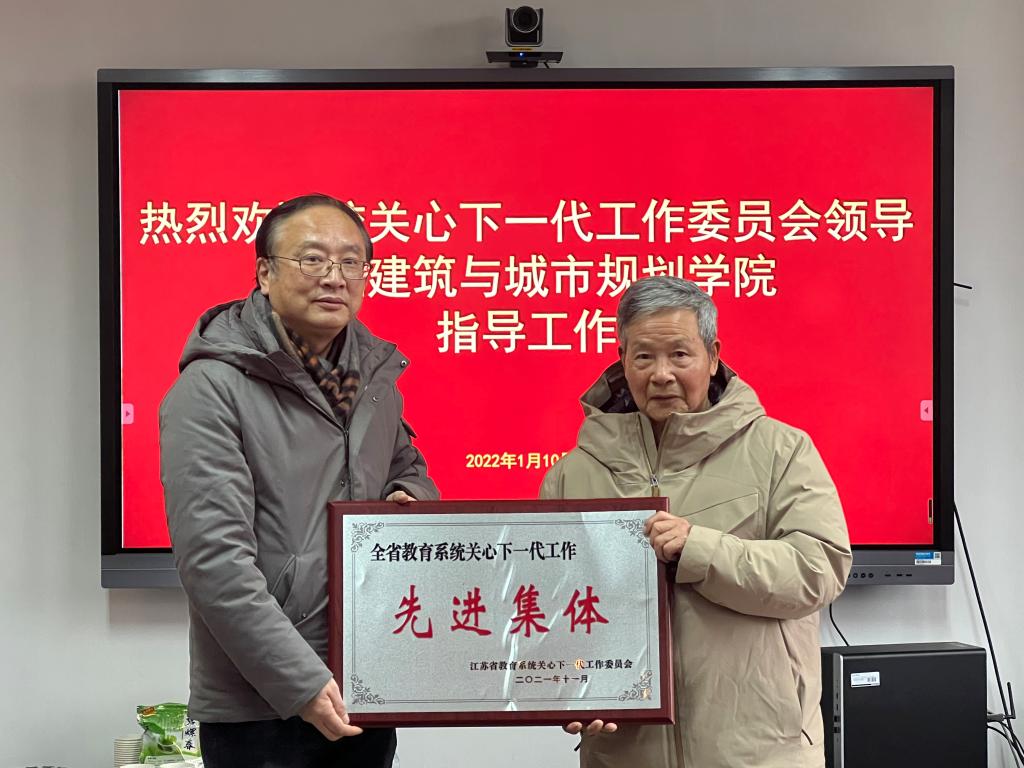 热烈欢 关心下一代工作委员会领导
建筑与城市规划学院
指导工作
2022年1月10
全省教育系统关心下一代工作
先进集体
江苏省教育系统关心下一代工作委员会
二〇二一年十一月
螺春